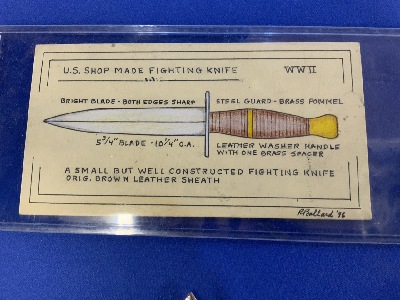 U.S. SHOP MADE FIGHTING KNIFE WWII
BRIGHT BLADE - BOTH EDGES SHARP
STEEL GUARD - BRASS POMMEL
5 3/4" BLADE - 10 1/4" O.A.
LEATHER WASHER HANDLE
WITH ONE BRASS SPACER
A SMALL BUT WELL CONSTRUCTED FIGHTING KNIFE
ORIG. BROWN LEATHER SHEATH
R Ballard '96